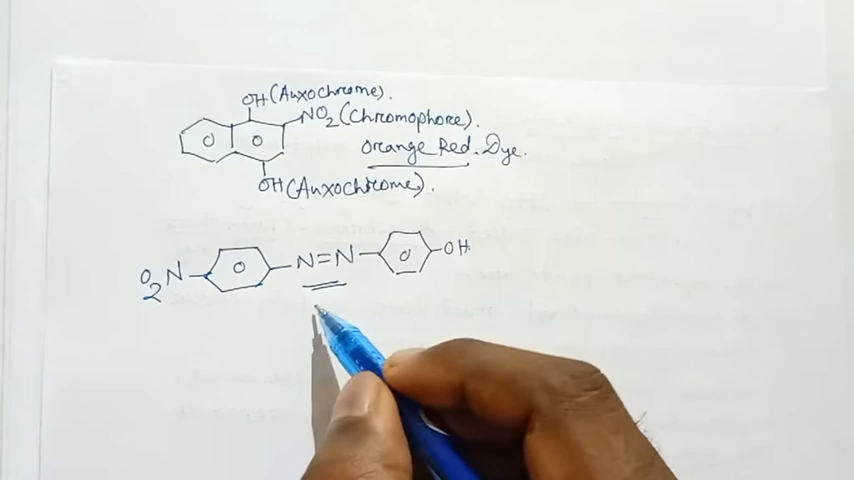 OH(Auxochrome).
NO2(Chromophore).
Orange Red. Dye.
OH(Auxochrome).
O2N N=N OH